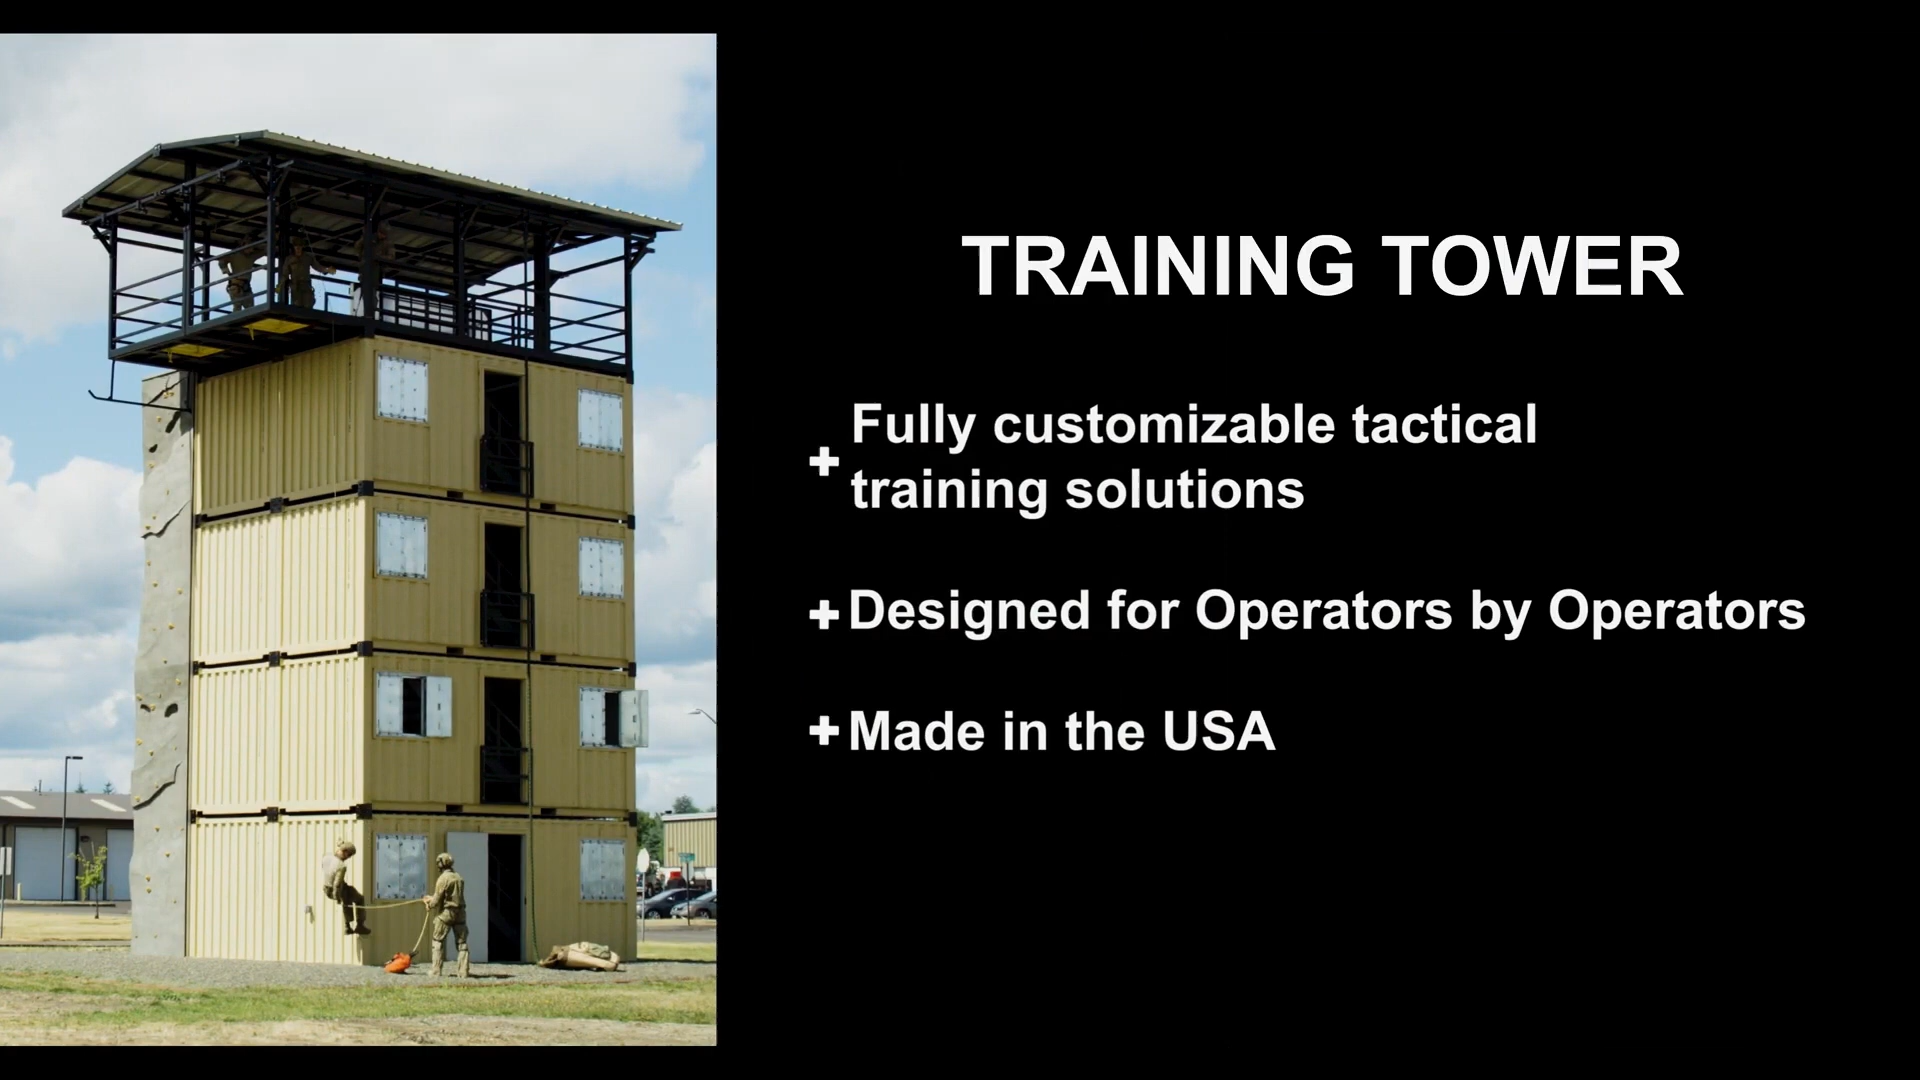 TRAINING TOWER
+ Fully customizable tactical
training solutions
+ Designed for Operators by Operators
+ Made in the USA